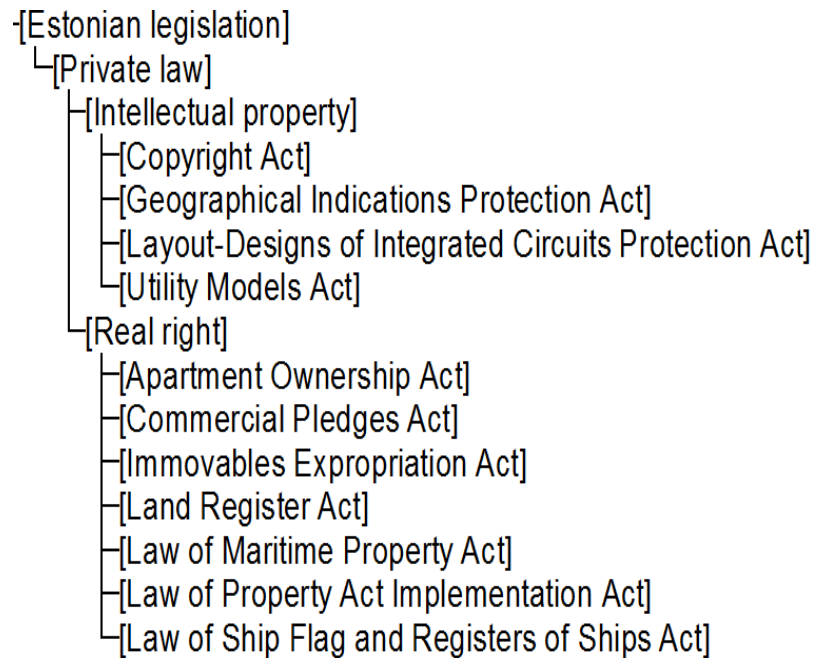 [Estonian legislation]
[Private law]
[Intellectual property]
[Copyright Act]
[Geographical Indications Protection Act]
[Layout-Designs of Integrated Circuits Protection Act]
[Utility Models Act]
[Real right]
[Apartment Ownership Act]
[Commercial Pledges Act]
[Immovables Expropriation Act]
[Land Register Act]
[Law of Maritime Property Act]
[Law of Property Act Implementation Act]
[Law of Ship Flag and Registers of Ships Act]